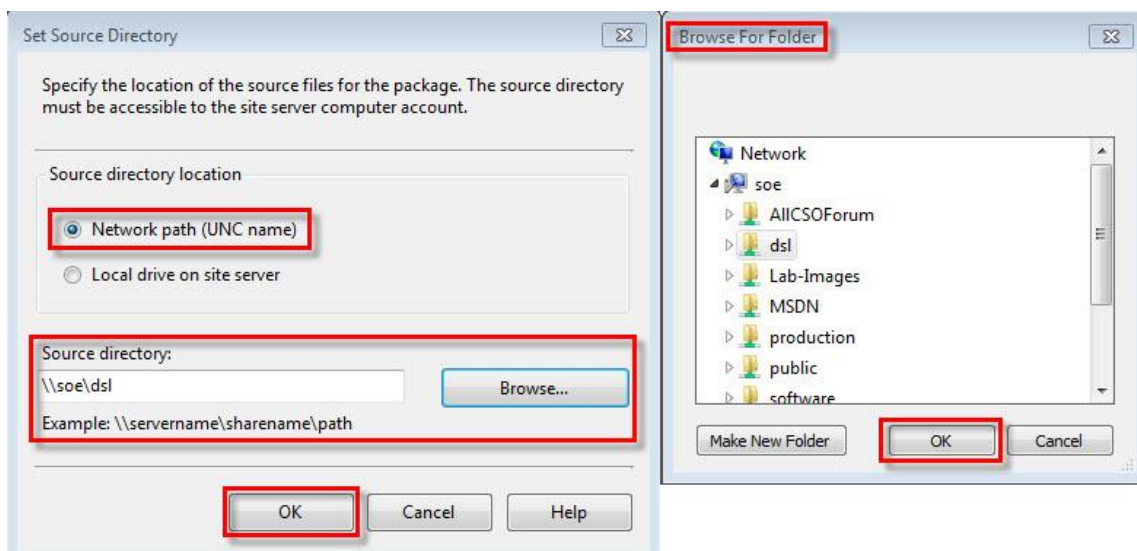 Set Source Directory
Specify the location of the source files for the package. The source directory
must be accessible to the site server computer account.
Source directory location
Network path (UNC name)
Local drive on site server
Source directory:
\\soe\dsl
Browse...
Example: \\servername\sharename\path
OK
Cancel
Help
Browse For Folder
Network
soe
AllCSOForum
dsl
Lab-Images
MSDN
production
public
software
Make New Folder
OK
Cancel